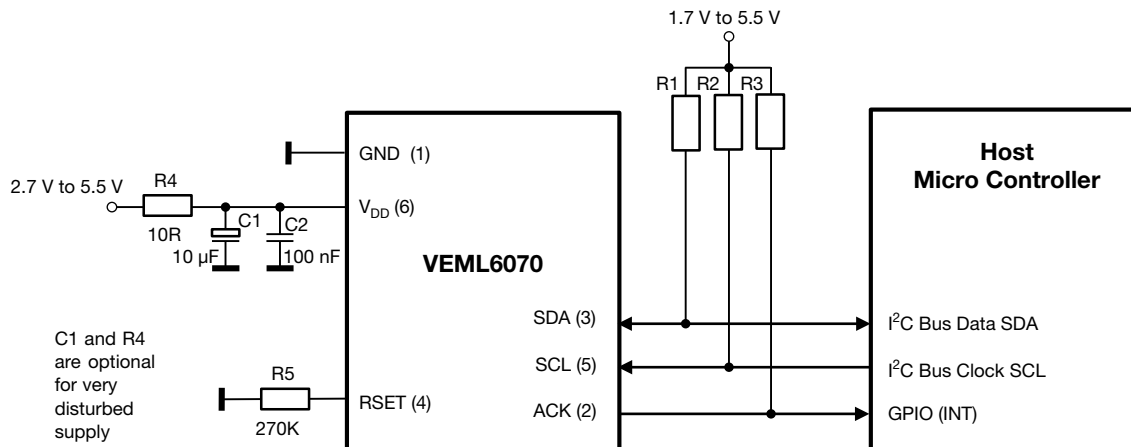 1.7 V to 5.5 V
R1 R2 R3
GND (1)
Host
Micro Controller
2.7 V to 5.5 V
R4
10R
C1
10 µF
C2
100 nF
V_DD (6)
VEML6070
SDA (3)
I²C Bus Data SDA
C1 and R4
are optional
for very
disturbed
supply
SCL (5)
I²C Bus Clock SCL
R5
270K
RSET (4)
ACK (2)
GPIO (INT)